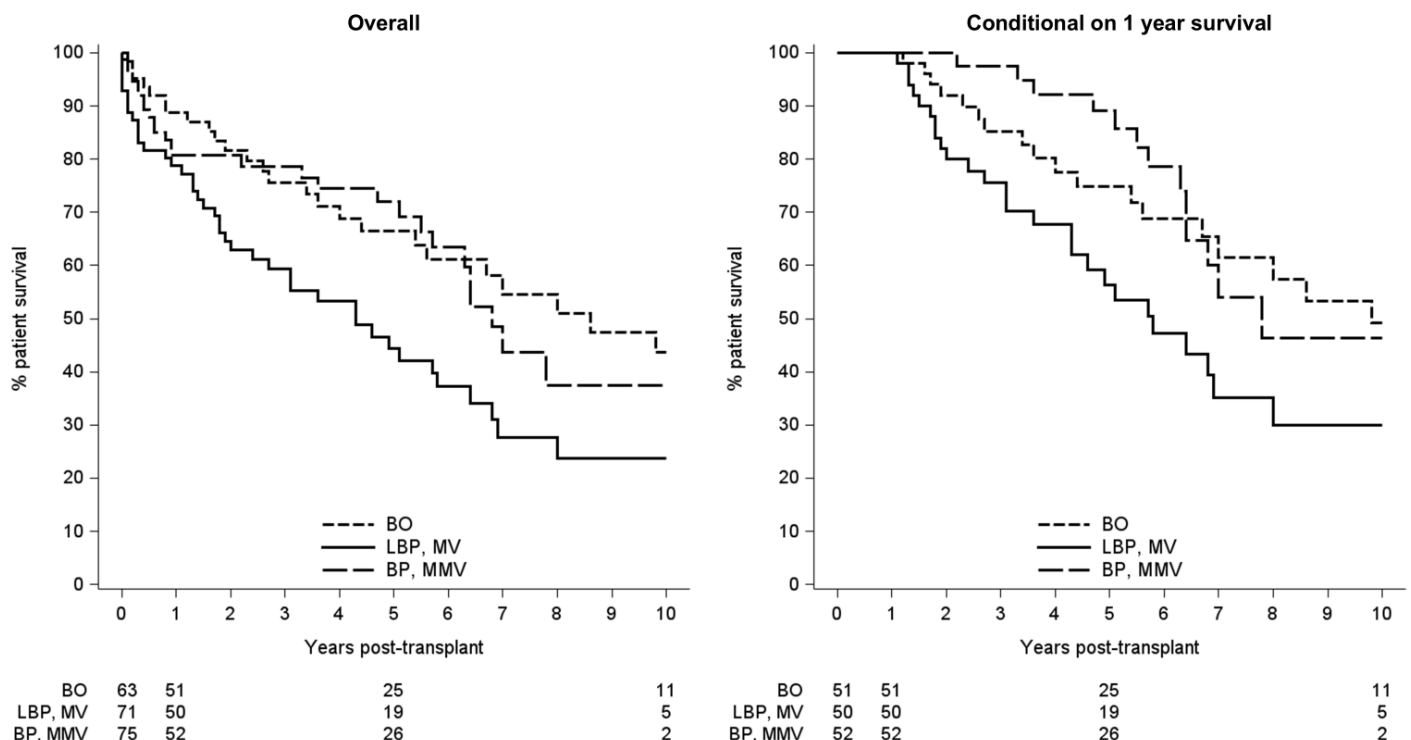 Overall
% patient survival
100
90
80
70
60
50
40
30
20
10
0
BO
LBP, MV
BP, MMV
0 1 2 3 4 5 6 7 8 9 10
Years post-transplant
BO 63 51 25 11
LBP, MV 71 50 19 5
BP, MMV 75 52 26 2
Conditional on 1 year survival
% patient survival
100
90
80
70
60
50
40
30
20
10
0
BO
LBP, MV
BP, MMV
0 1 2 3 4 5 6 7 8 9 10
Years post-transplant
BO 51 51 25 11
LBP, MV 50 50 19 5
BP, MMV 52 52 26 2